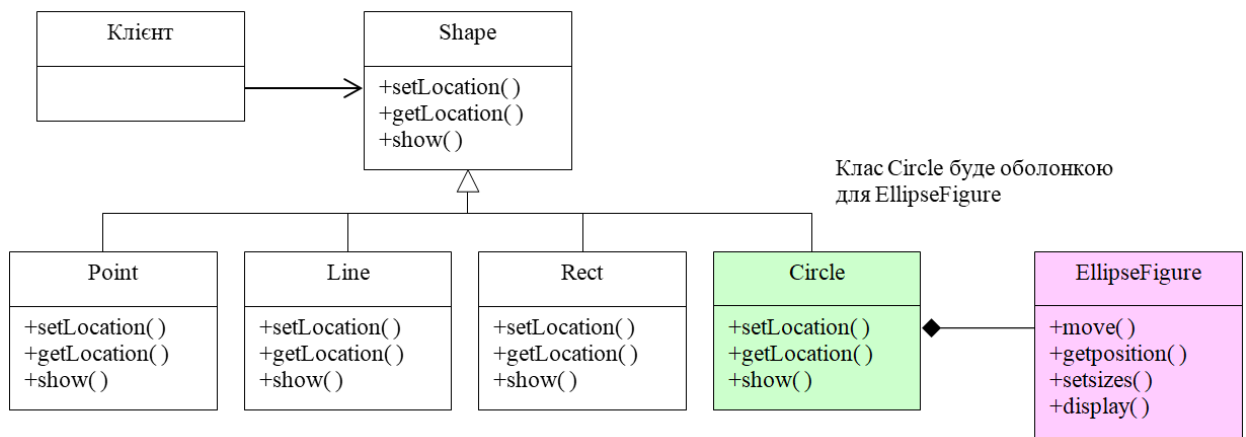 Клієнт
Shape
+setLocation( )
+getLocation( )
+show( )
Клас Circle буде оболонкою
для EllipseFigure
Point
+setLocation( )
+getLocation( )
+show( )
Line
+setLocation( )
+getLocation( )
+show( )
Rect
+setLocation( )
+getLocation( )
+show( )
Circle
+setLocation( )
+getLocation( )
+show( )
EllipseFigure
+move( )
+getposition( )
+setsizes( )
+display( )